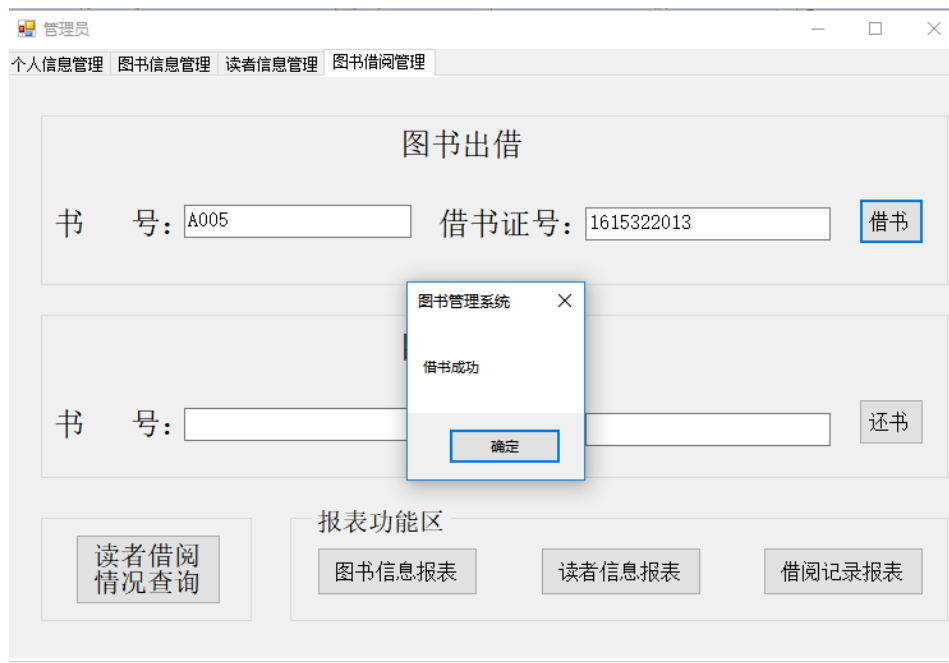 管理员
个人信息管理 图书信息管理 读者信息管理 图书借阅管理
图书出借
书 号: A005 借书证号: 1615322013 借书
图书管理系统
借书成功
确定
书 号: 还书
读者借阅
情况查询
报表功能区
图书信息报表 读者信息报表 借阅记录报表